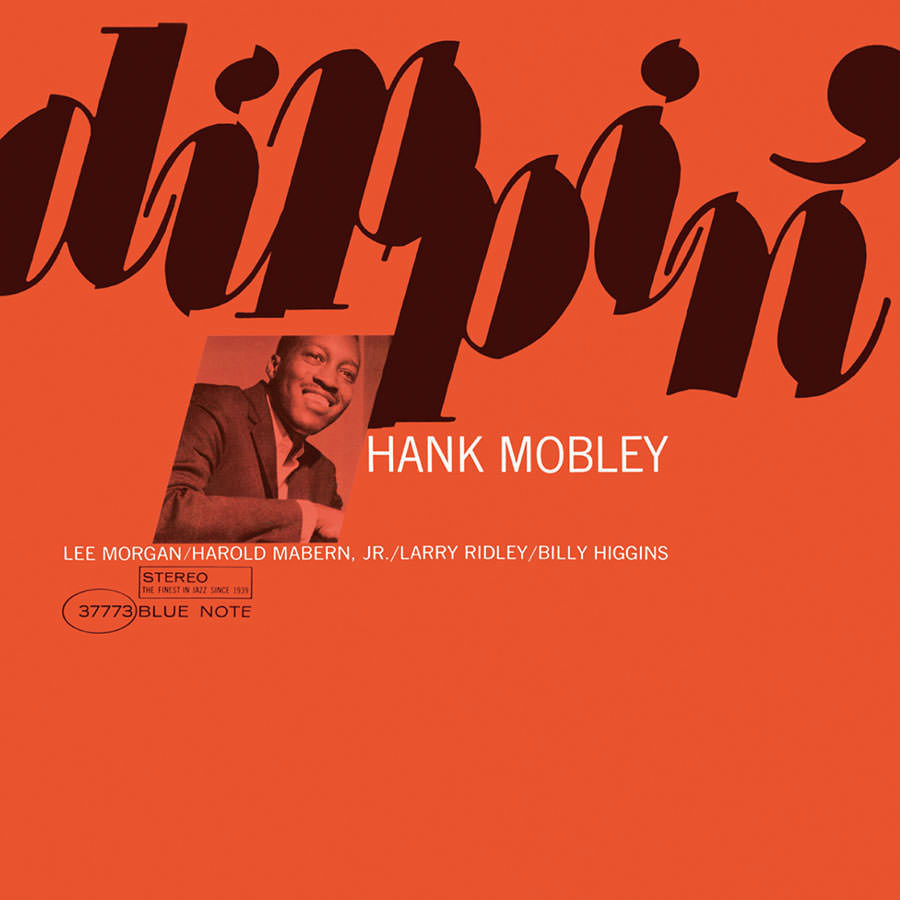 dippin'
HANK MOBLEY
LEE MORGAN/HAROLD MABERN, JR./LARRY RIDLEY/BILLY HIGGINS
STEREO
THE FINEST IN JAZZ SINCE 1939
37773 BLUE NOTE